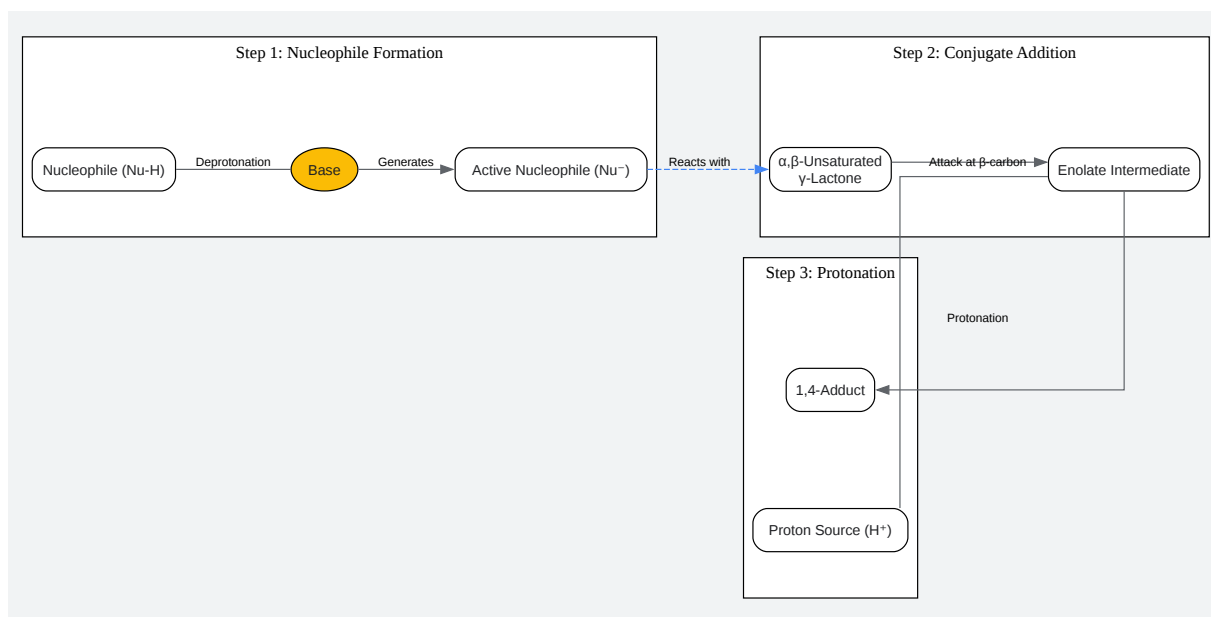 Step 1: Nucleophile Formation
Nucleophile (Nu-H)
Deprotonation
Base
Generates
Active Nucleophile (Nu⁻)
Reacts with
Step 2: Conjugate Addition
α,β-Unsaturated
γ-Lactone
Attack at β-carbon
Enolate Intermediate
Step 3: Protonation
Protonation
1,4-Adduct
Proton Source (H⁺)